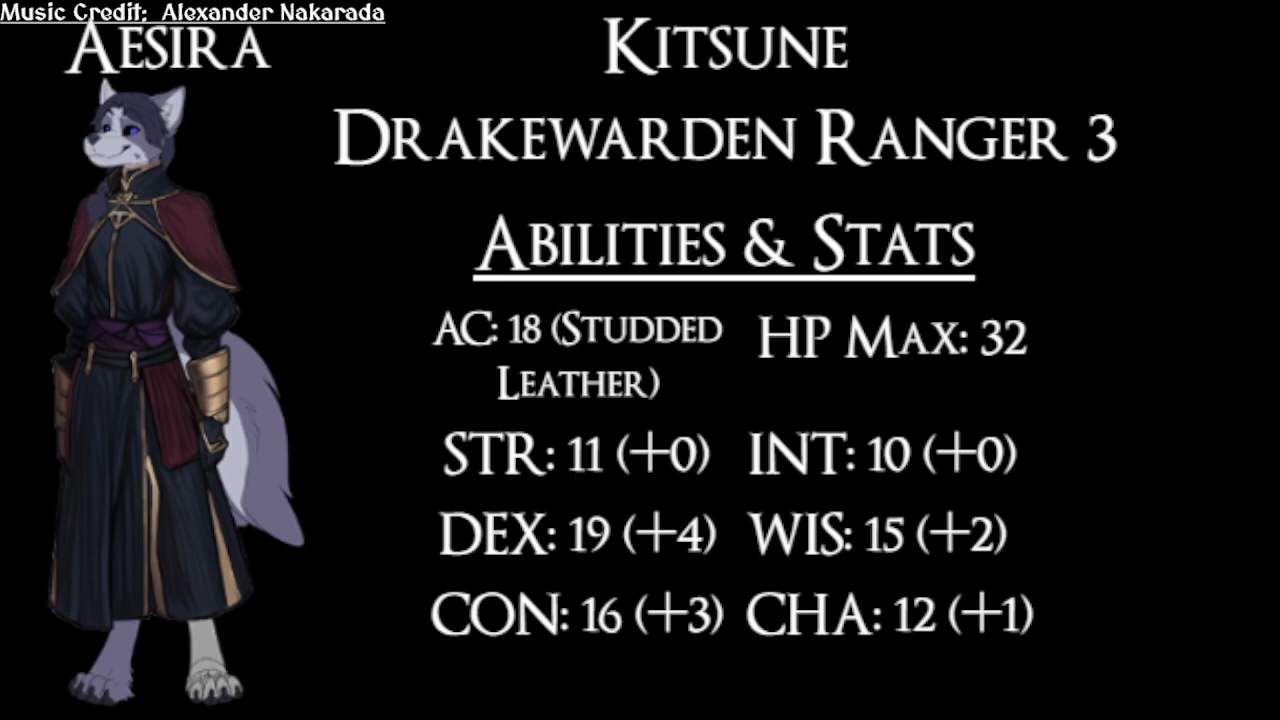 Music Credit:  Alexander Nakarada
Aesira
Kitsune
Drakewarden Ranger 3
Abilities & Stats
AC: 18 (Studded
Leather)
HP Max: 32
STR: 11 (+0)
INT: 10 (+0)
DEX: 19 (+4)
WIS: 15 (+2)
CON: 16 (+3)
CHA: 12 (+1)